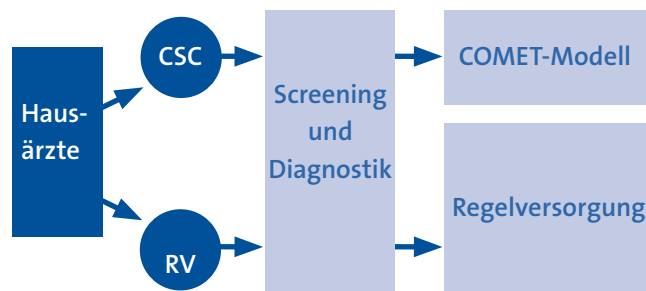 Haus-
ärzte
CSC
RV
Screening
und
Diagnostik
COMET-Modell
Regelversorgung